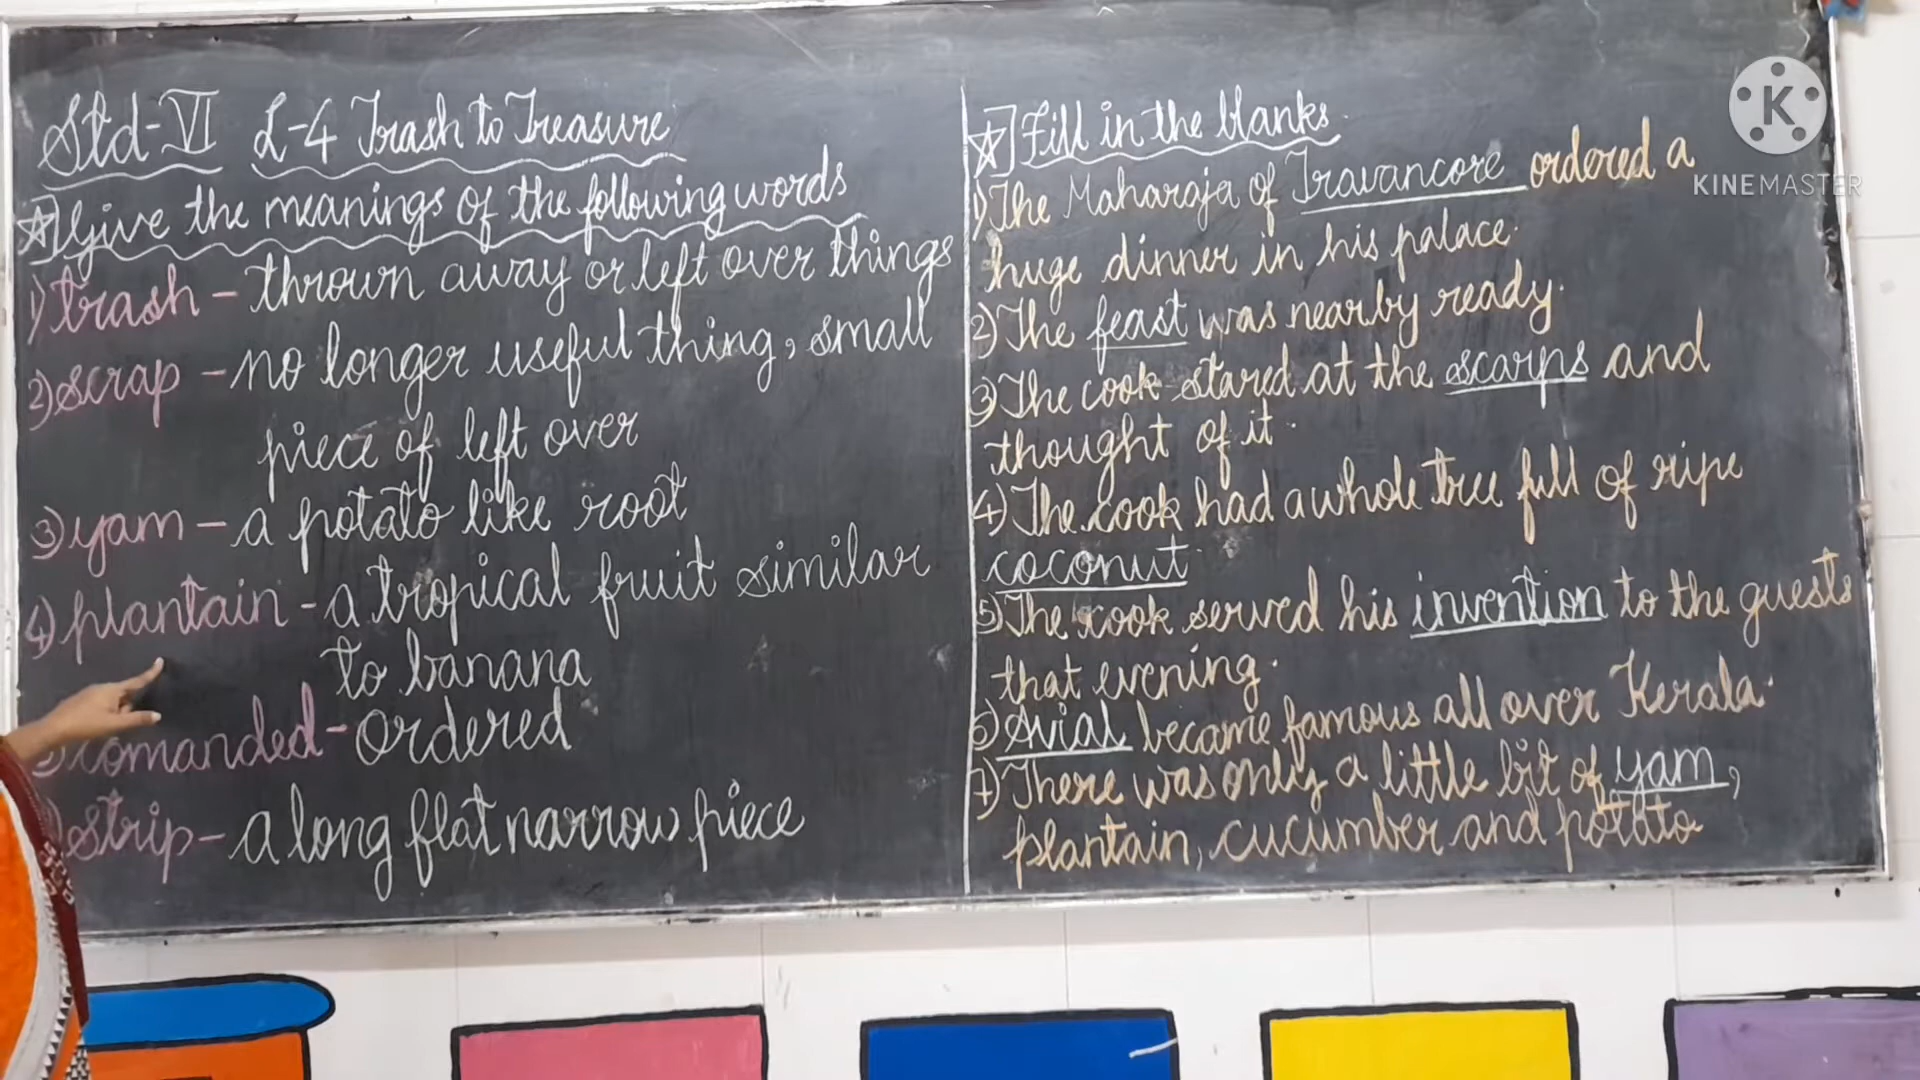 Std-VI L-4 Trash to Treasure
Give the meanings of the following words
1) trash - thrown away or left over things
2) scrap - no longer useful thing, small
piece of left over
3) yam - a potato like root
4) plantain - a tropical fruit similar
to banana
5) comanded - ordered
strip - a long flat narrow piece
Fill in the blanks.
1) The Maharaja of Travancore ordered a
huge dinner in his palace.
2) The feast was nearby ready.
3) The cook stared at the scarps and
thought of it.
4) The cook had a whole tree full of ripe
coconut.
5) The cook served his invention to the guests
that evening.
6) Avial became famous all over Kerala.
7) There was only a little bit of yam,
plantain, cucumber and potato
K
KINEMASTER